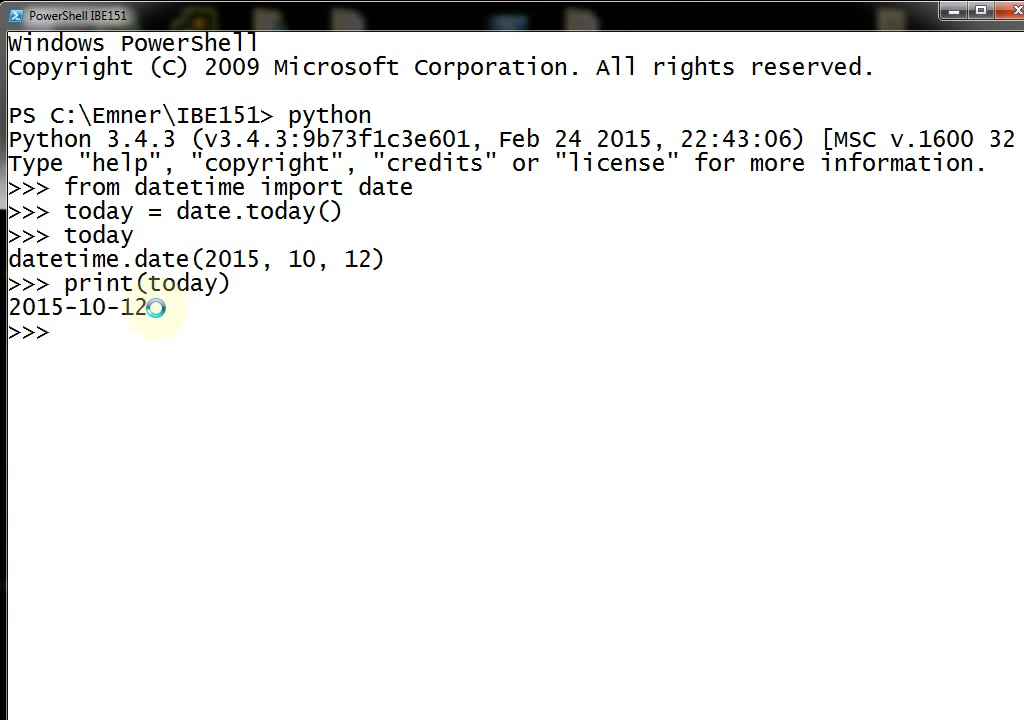 PowerShell IBE151
Windows PowerShell
Copyright (C) 2009 Microsoft Corporation. All rights reserved.
PS C:\Emner\IBE151> python
Python 3.4.3 (v3.4.3:9b73f1c3e601, Feb 24 2015, 22:43:06) [MSC v.1600 32
Type "help", "copyright", "credits" or "license" for more information.
>>> from datetime import date
>>> today = date.today()
>>> today
datetime.date(2015, 10, 12)
>>> print(today)
2015-10-12
>>>